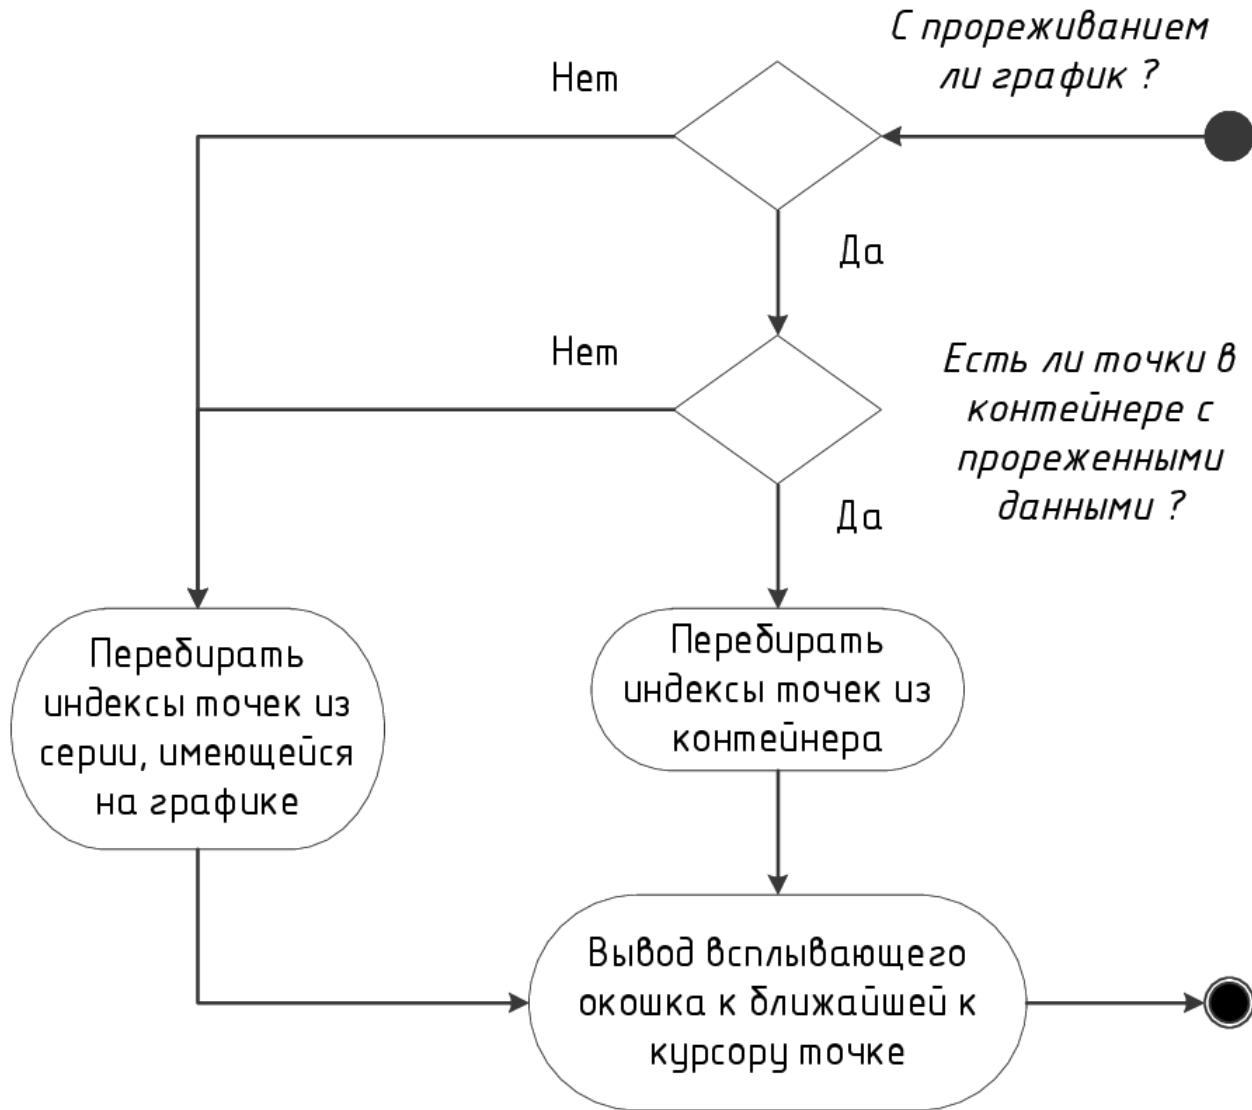 С прореживанием
ли график ?
Нет
Да
Нет
Есть ли точки в
контейнере с
прореженными
данными ?
Да
Перебирать
индексы точек из
серии, имеющейся
на графике
Перебирать
индексы точек из
контейнера
Вывод всплывающего
окошка к ближайшей к
курсору точке